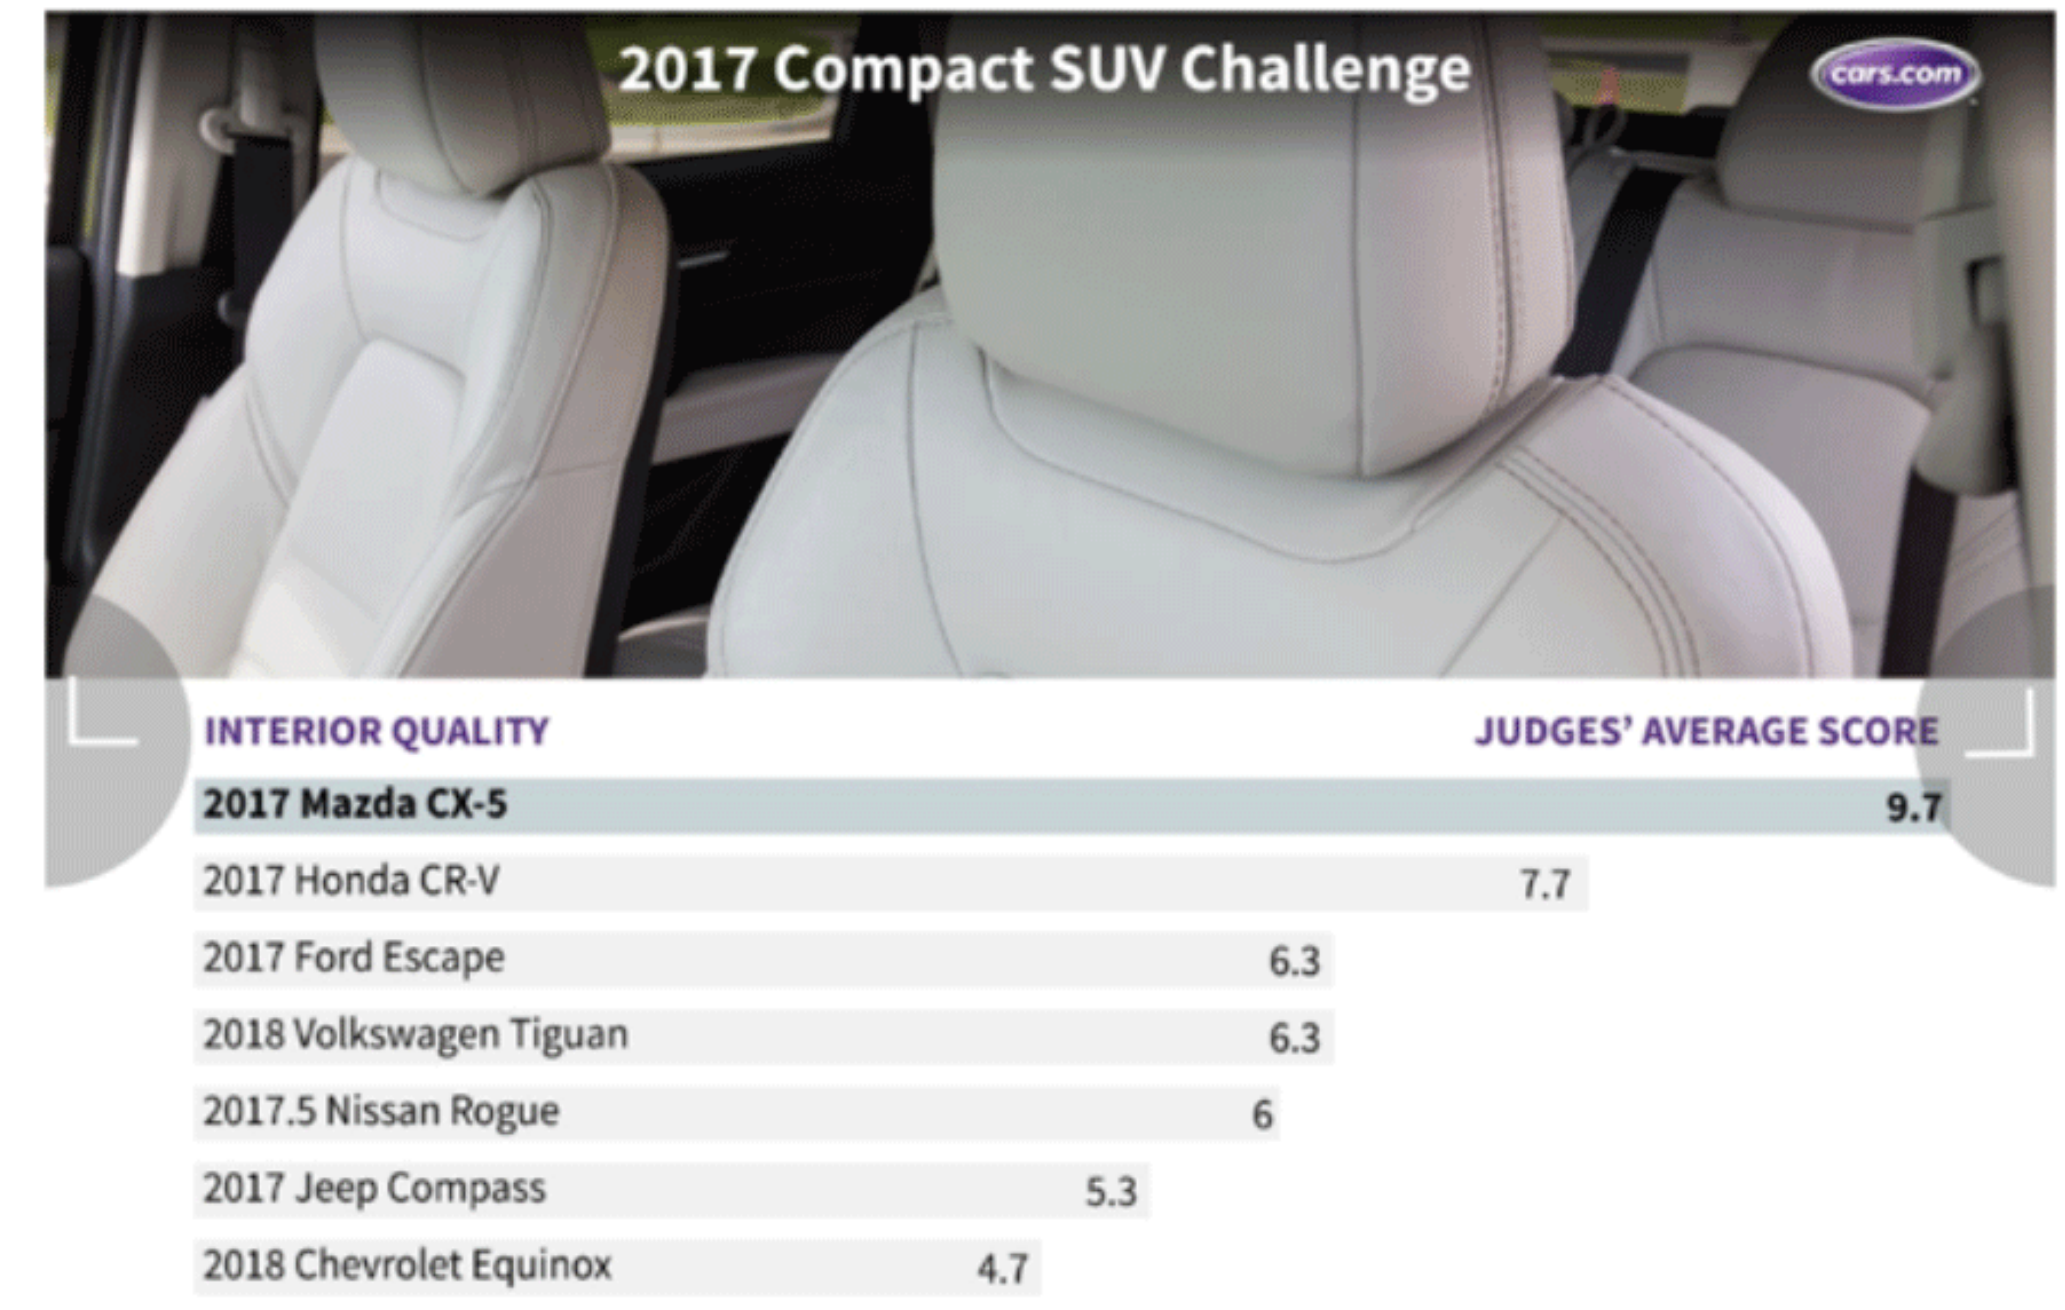 2017 Compact SUV Challenge
cars.com
INTERIOR QUALITY JUDGES’ AVERAGE SCORE
2017 Mazda CX-5 9.7
2017 Honda CR-V 7.7
2017 Ford Escape 6.3
2018 Volkswagen Tiguan 6.3
2017.5 Nissan Rogue 6
2017 Jeep Compass 5.3
2018 Chevrolet Equinox 4.7